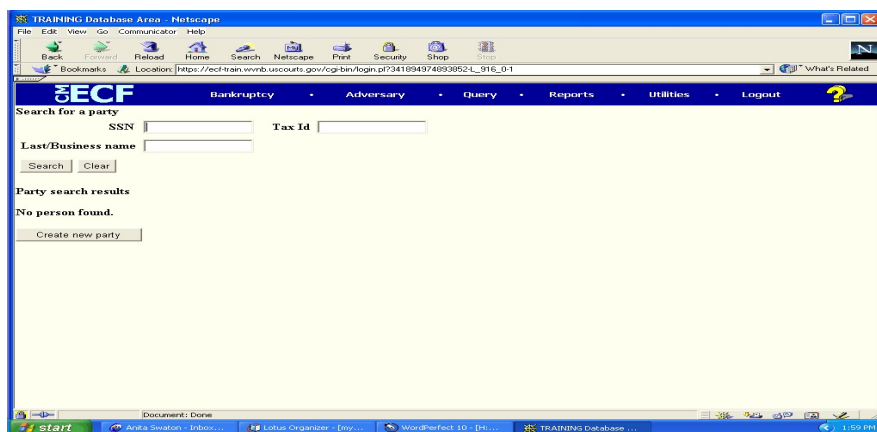 TRAINING Database Area - Netscape
File Edit View Go Communicator Help
Back Forward Reload Home Search Netscape Print Security Shop Stop
Bookmarks Location: https://ecf-train.wvnb.uscourts.gov/cgi-bin/login.pl?341894974893852-L_916_0-1 What's Related
CM ECF Bankruptcy • Adversary • Query • Reports • Utilities • Logout ?
Search for a party
SSN Tax Id
Last/Business name
Search Clear
Party search results
No person found.
Create new party
Document: Done
start Anita Swaton - Inbox... Lotus Organizer - [my... WordPerfect 10 - [H:... TRAINING Database ... 1:59 PM